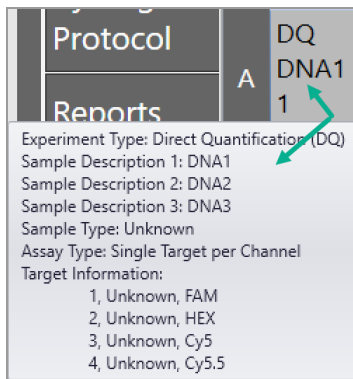 Protocol
Reports
A
DQ
DNA1
1
Experiment Type: Direct Quantification (DQ)
Sample Description 1: DNA1
Sample Description 2: DNA2
Sample Description 3: DNA3
Sample Type: Unknown
Assay Type: Single Target per Channel
Target Information:
1, Unknown, FAM
2, Unknown, HEX
3, Unknown, Cy5
4, Unknown, Cy5.5